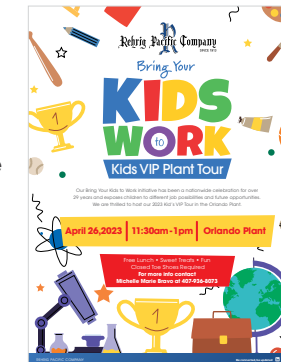 Rehrig Pacific Company
SINCE 1913
Bring Your
KIDS
to
WORK
Kids VIP Plant Tour
Our Bring Your Kids to Work initiative has been a nationwide celebration for over
29 years and exposes children to different job possibilities and future opportunities.
We are thrilled to host our 2023 Kid's VIP Tour in the Orlando Plant.
April 26,2023 | 11:30am-1pm | Orlando Plant
Free Lunch • Sweet Treats • Fun
Closed Toe Shoes Required
For more info contact
Michelle Marie Bravo at 407-936-8073
1
1
REHRIG PACIFIC COMPANY